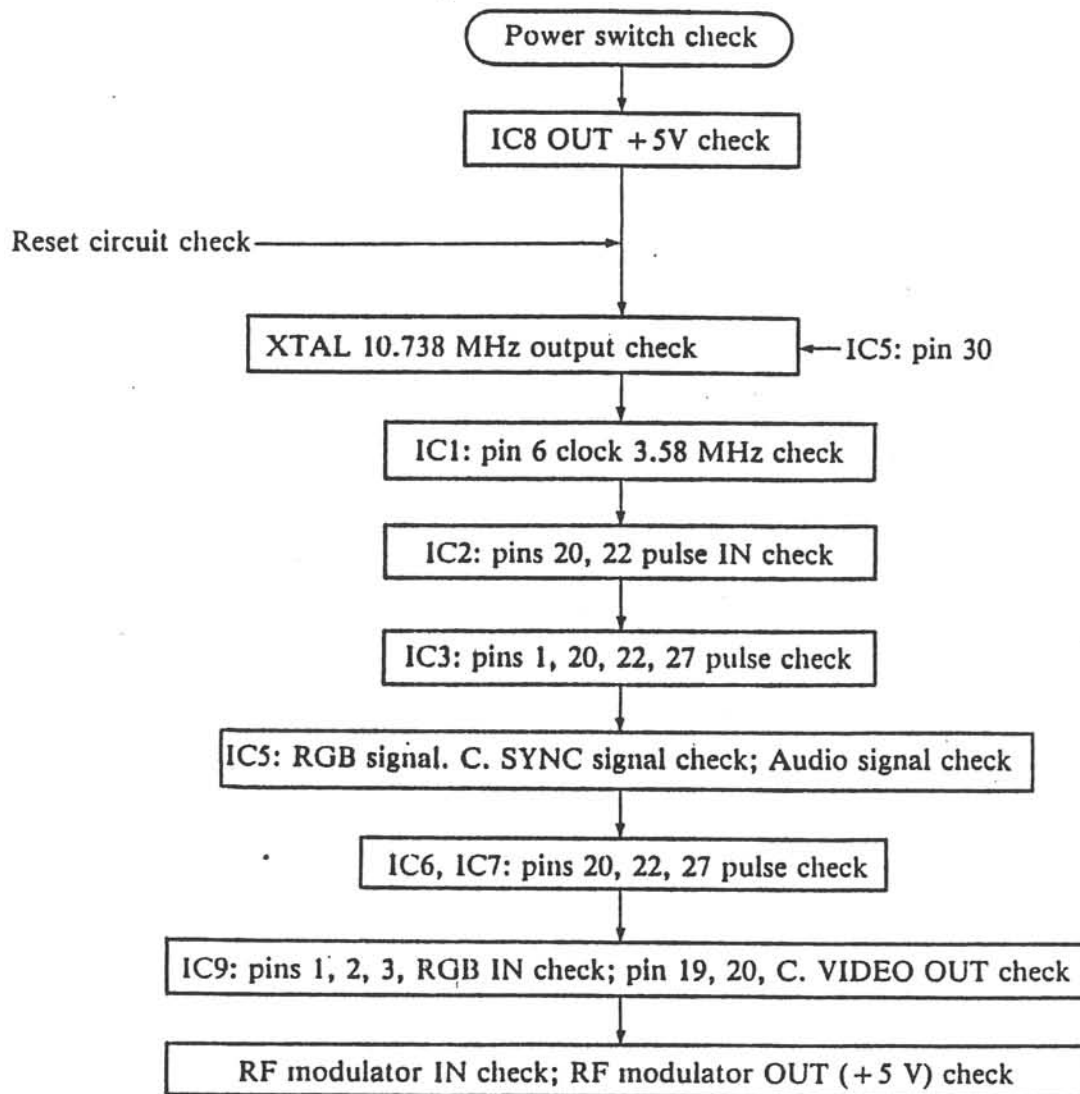 Power switch check
IC8 OUT +5V check
Reset circuit check
XTAL 10.738 MHz output check
IC5: pin 30
IC1: pin 6 clock 3.58 MHz check
IC2: pins 20, 22 pulse IN check
IC3: pins 1, 20, 22, 27 pulse check
IC5: RGB signal. C. SYNC signal check; Audio signal check
IC6, IC7: pins 20, 22, 27 pulse check
IC9: pins 1, 2, 3, RGB IN check; pin 19, 20, C. VIDEO OUT check
RF modulator IN check; RF modulator OUT (+5 V) check